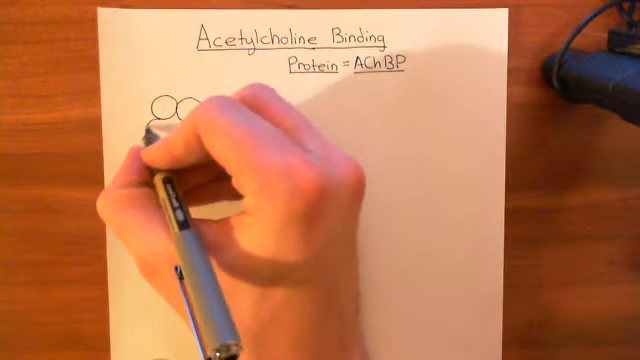 Acetylcholine Binding
Protein = AChBP